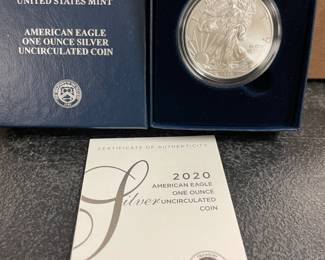 UNITED STATES MINT
AMERICAN EAGLE
ONE OUNCE SILVER
UNCIRCULATED COIN
CERTIFICATE OF AUTHENTICITY
2020
AMERICAN EAGLE
ONE OUNCE
Silver UNCIRCULATED
COIN